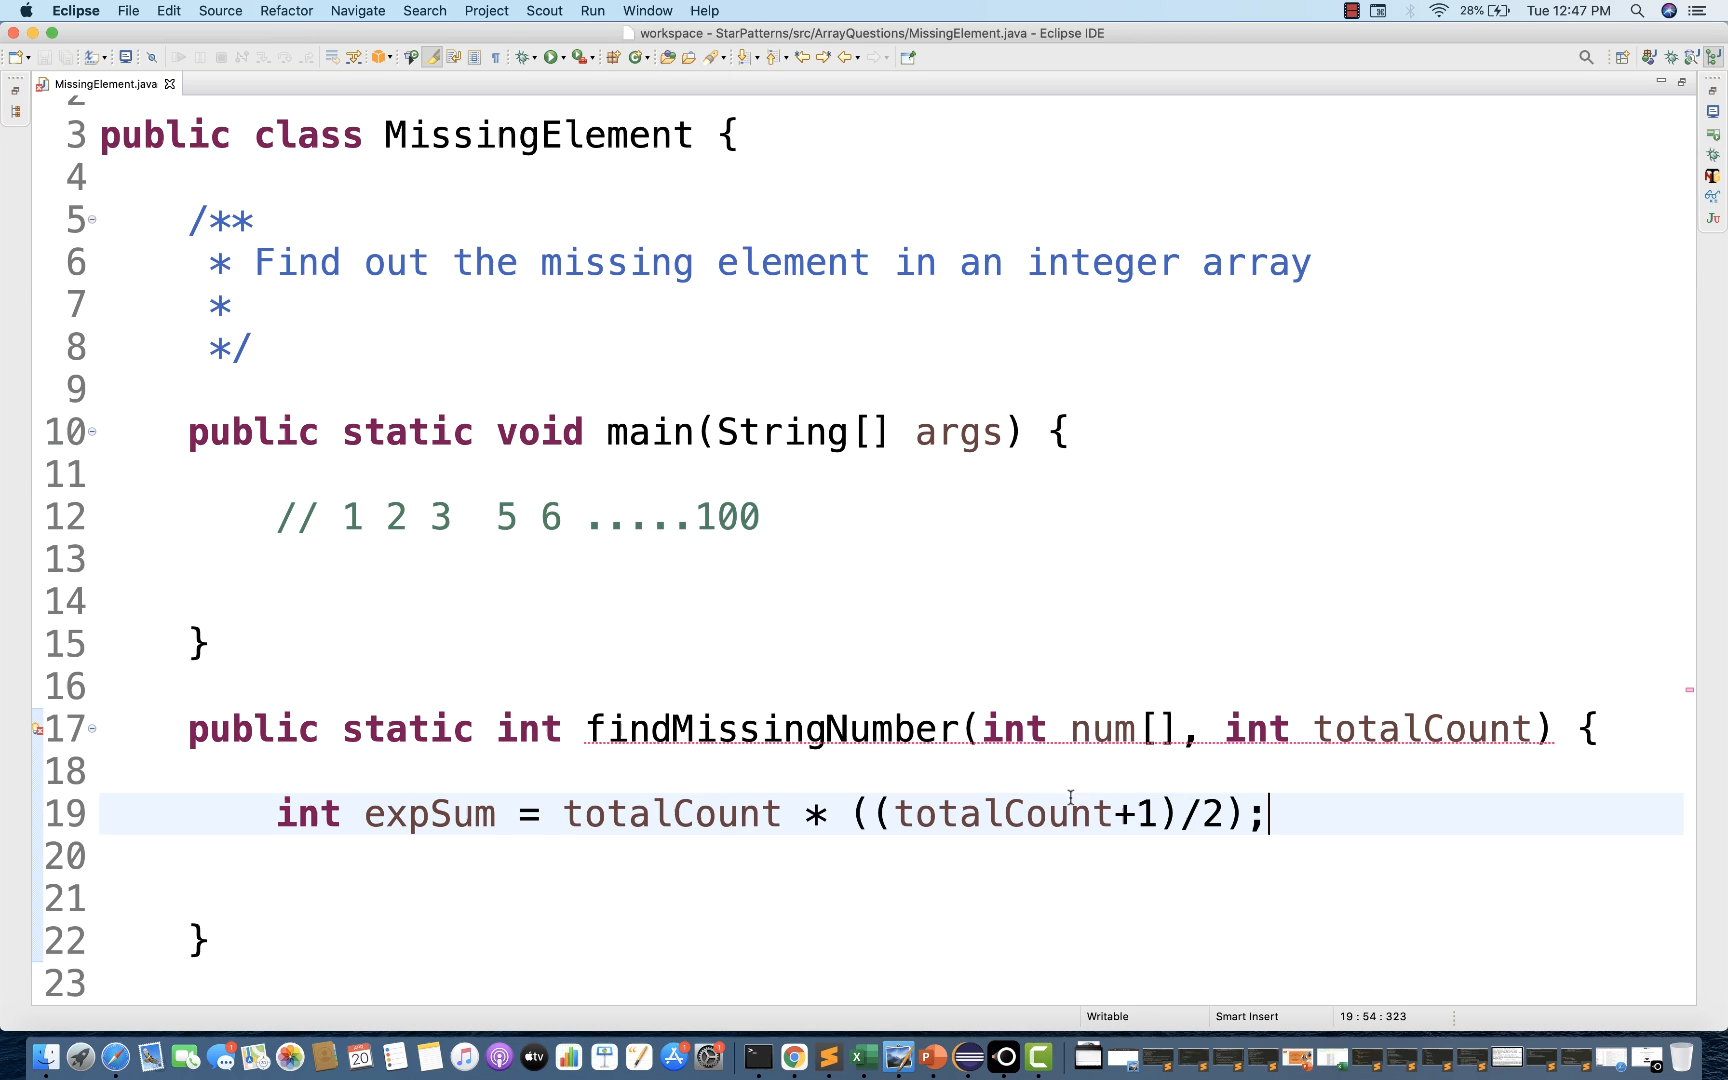 Eclipse File Edit Source Refactor Navigate Search Project Scout Run Window Help 28% Tue 12:47 PM
workspace - StarPatterns/src/ArrayQuestions/MissingElement.java - Eclipse IDE
MissingElement.java
2
3 public class MissingElement {
4
5 /**
6 * Find out the missing element in an integer array
7 *
8 */
9
10 public static void main(String[] args) {
11
12 // 1 2 3  5 6 .....100
13
14
15 }
16
17 public static int findMissingNumber(int num[], int totalCount) {
18
19 int expSum = totalCount * ((totalCount+1)/2);
20
21
22 }
23
Writable Smart Insert 19 : 54 : 323